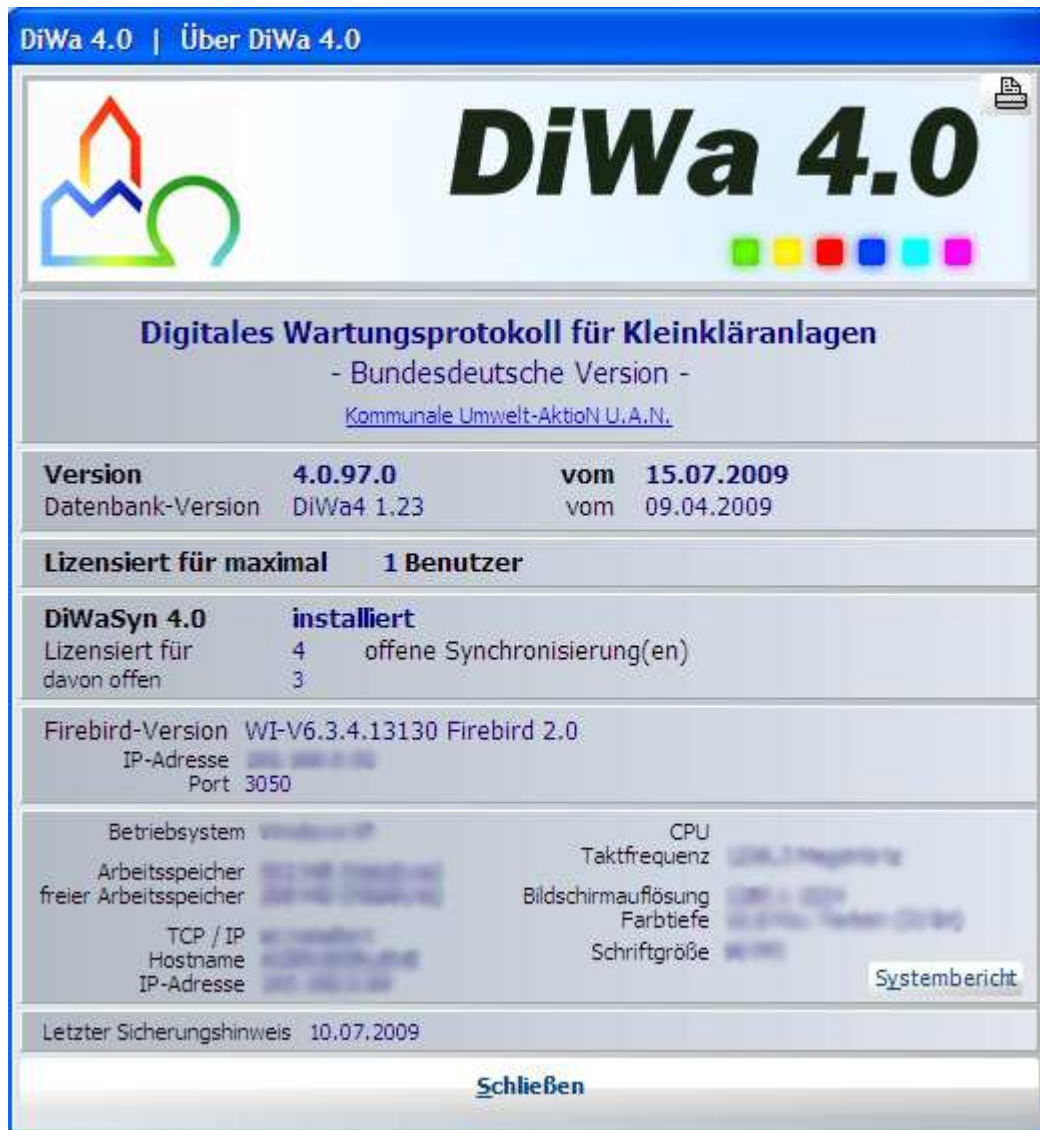 DiWa 4.0 | Über DiWa 4.0
DiWa 4.0
Digitales Wartungsprotokoll für Kleinkläranlagen
- Bundesdeutsche Version -
Kommunale Umwelt-AktioN U.A.N.
Version 4.0.97.0 vom 15.07.2009
Datenbank-Version DiWa4 1.23 vom 09.04.2009
Lizensiert für maximal 1 Benutzer
DiWaSyn 4.0 installiert
Lizensiert für 4 offene Synchronisierung(en)
davon offen 3
Firebird-Version WI-V6.3.4.13130 Firebird 2.0
IP-Adresse
Port 3050
Betriebsystem
CPU
Taktfrequenz
Arbeitsspeicher
freier Arbeitsspeicher
Bildschirmauflösung
Farbtiefe
TCP / IP
Schriftgröße
Hostname
IP-Adresse
Systembericht
Letzter Sicherungshinweis 10.07.2009
Schließen